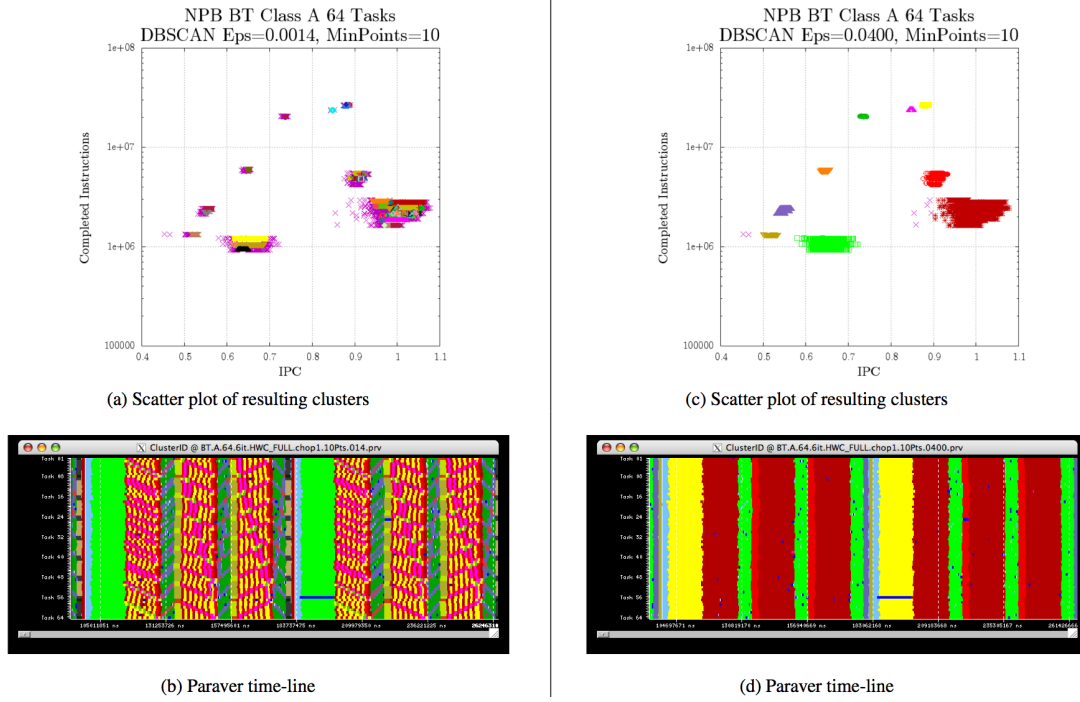 NPB BT Class A 64 Tasks
DBSCAN Eps=0.0014, MinPoints=10
Completed Instructions
1e+08
1e+07
1e+06
100000
0.4 0.5 0.6 0.7 0.8 0.9 1 1.1
IPC
(a) Scatter plot of resulting clusters
ClusterID @ BT.A.64.6it.HWC_FULL.chop1.10Pts.014.prv
Task #1
Task #8
Task 16
Task 24
Task 32
Task 48
Task 56
Task 64
(b) Paraver time-line
NPB BT Class A 64 Tasks
DBSCAN Eps=0.0400, MinPoints=10
Completed Instructions
1e+08
1e+07
1e+06
100000
0.4 0.5 0.6 0.7 0.8 0.9 1 1.1
IPC
(c) Scatter plot of resulting clusters
ClusterID @ BT.A.64.6it.HWC_FULL.chop1.10Pts.0400.prv
Task #1
Task #8
Task 16
Task 24
Task 32
Task 48
Task 56
Task 64
(d) Paraver time-line